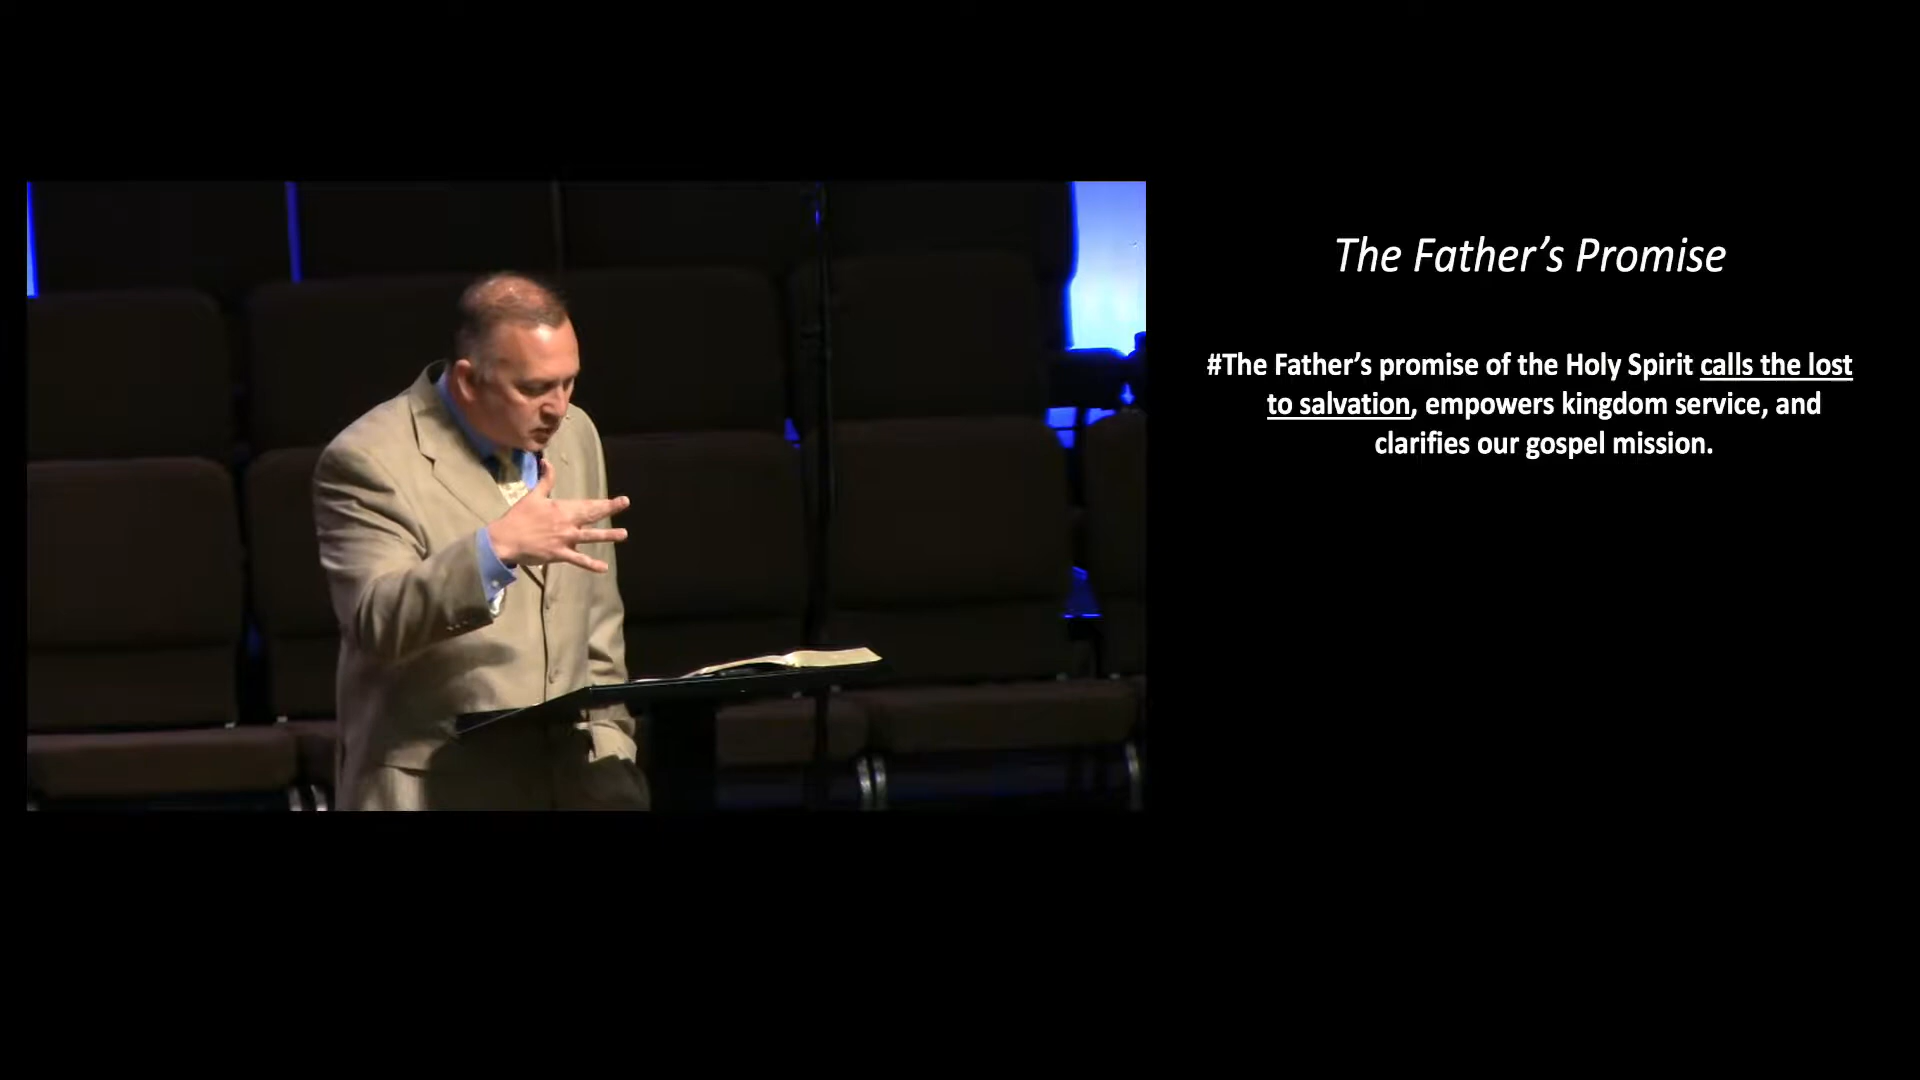 The Father’s Promise
#The Father’s promise of the Holy Spirit calls the lost
to salvation, empowers kingdom service, and
clarifies our gospel mission.